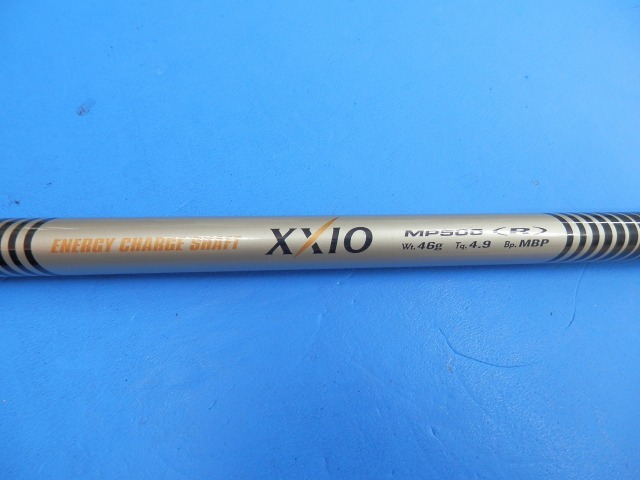 ENERGY CHARGE SHAFT
XXIO
MP500 <R>
Wt. 46g Tq. 4.9 Bp. MBP